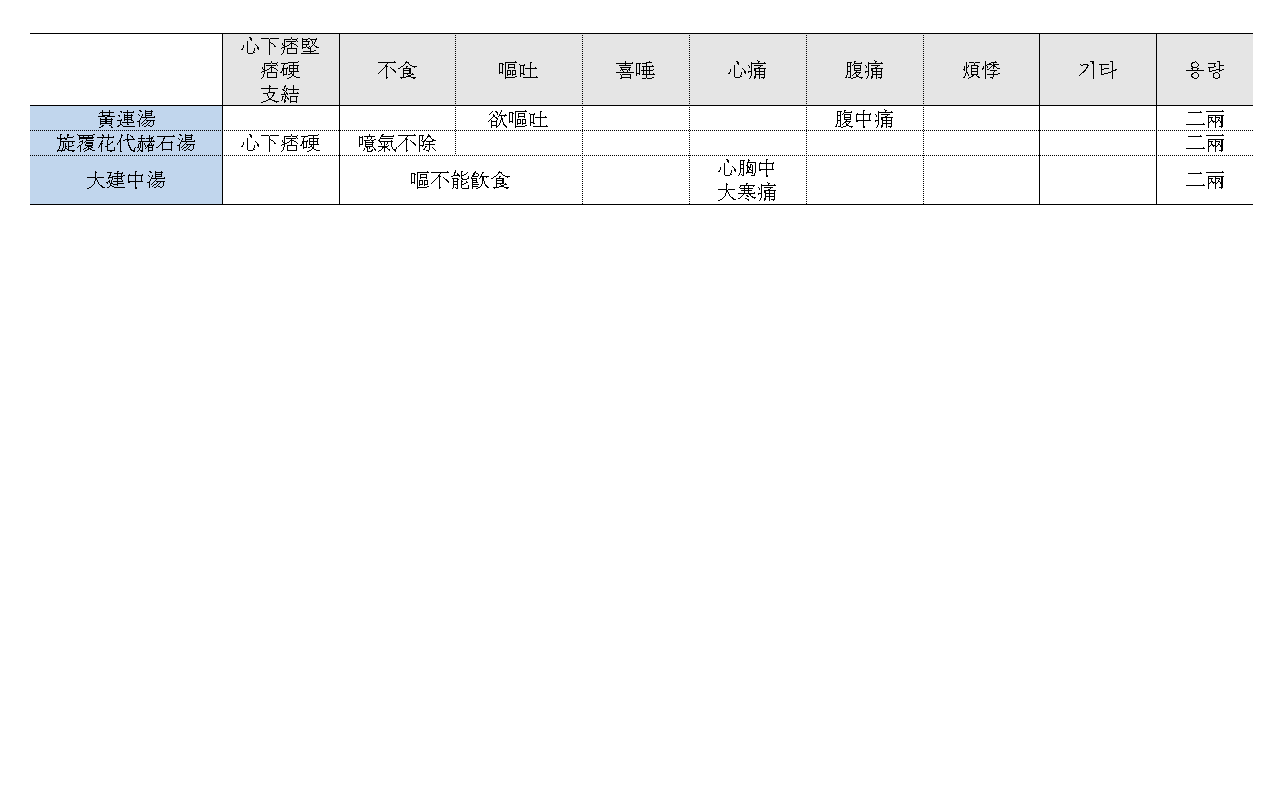 心下痞堅
痞硬
支結
不食 嘔吐 喜唾 心痛 腹痛 煩悸 기타 용량
黃連湯 欲嘔吐 腹中痛 二兩
旋覆花代赭石湯 心下痞硬 噫氣不除 二兩
大建中湯 嘔不能飮食 心胸中
大寒痛 二兩